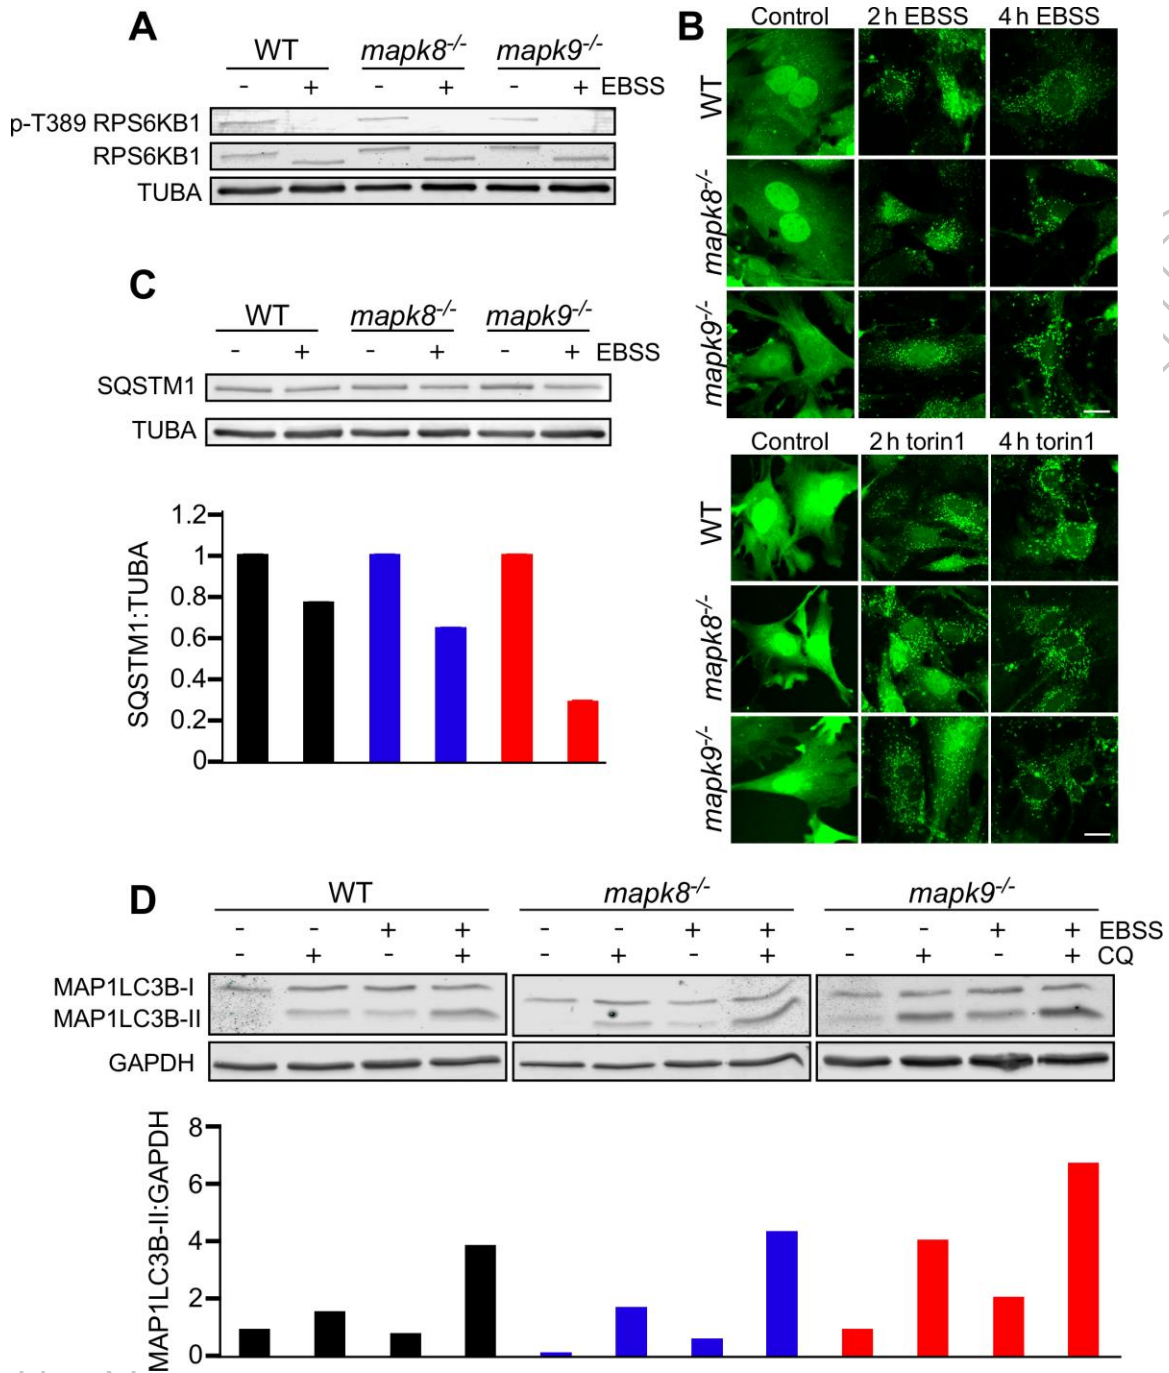 A
WT mapk8-/- mapk9-/-
- + - + - + EBSS
p-T389 RPS6KB1
RPS6KB1
TUBA
B
Control 2 h EBSS 4 h EBSS
WT
mapk8-/-
mapk9-/-
Control 2 h torin1 4 h torin1
WT
mapk8-/-
mapk9-/-
C
WT mapk8-/- mapk9-/-
- + - + - + EBSS
SQSTM1
TUBA
SQSTM1:TUBA
1.2
1
0.8
0.6
0.4
0.2
0
D
WT mapk8-/- mapk9-/-
- - + + - - + + - - + + EBSS
- + - + - + - + - + - + CQ
MAP1LC3B-I
MAP1LC3B-II
GAPDH
MAP1LC3B-II:GAPDH
8
6
4
2
0